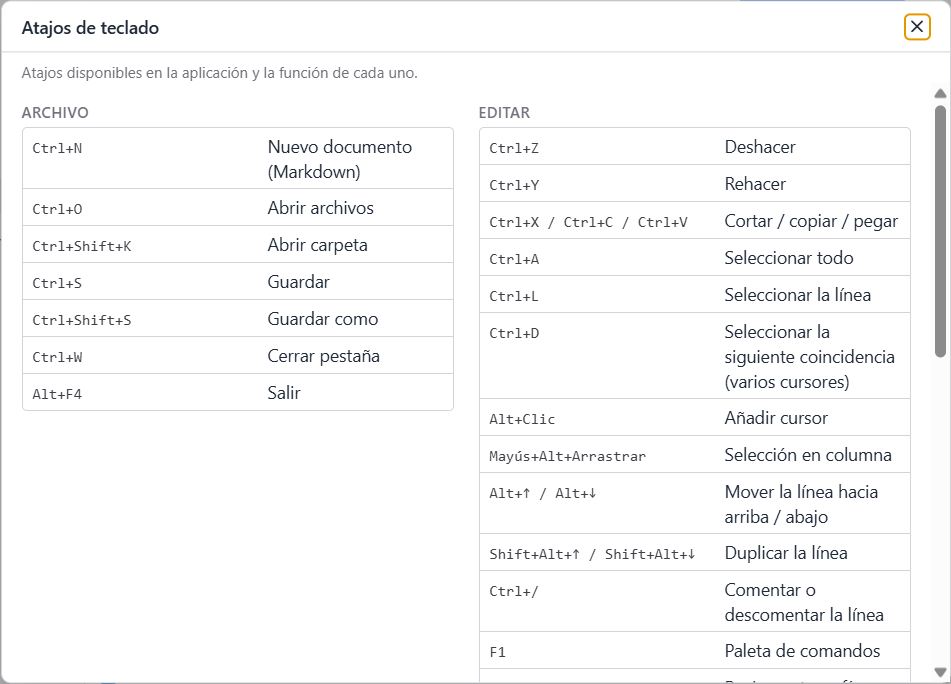 Atajos de teclado
Atajos disponibles en la aplicación y la función de cada uno.
ARCHIVO
Ctrl+N Nuevo documento
(Markdown)
Ctrl+O Abrir archivos
Ctrl+Shift+K Abrir carpeta
Ctrl+S Guardar
Ctrl+Shift+S Guardar como
Ctrl+W Cerrar pestaña
Alt+F4 Salir
EDITAR
Ctrl+Z Deshacer
Ctrl+Y Rehacer
Ctrl+X / Ctrl+C / Ctrl+V Cortar / copiar / pegar
Ctrl+A Seleccionar todo
Ctrl+L Seleccionar la línea
Ctrl+D Seleccionar la
siguiente coincidencia
(varios cursores)
Alt+Clic Añadir cursor
Mayús+Alt+Arrastrar Selección en columna
Alt+↑ / Alt+↓ Mover la línea hacia
arriba / abajo
Shift+Alt+↑ / Shift+Alt+↓ Duplicar la línea
Ctrl+/ Comentar o
descomentar la línea
F1 Paleta de comandos